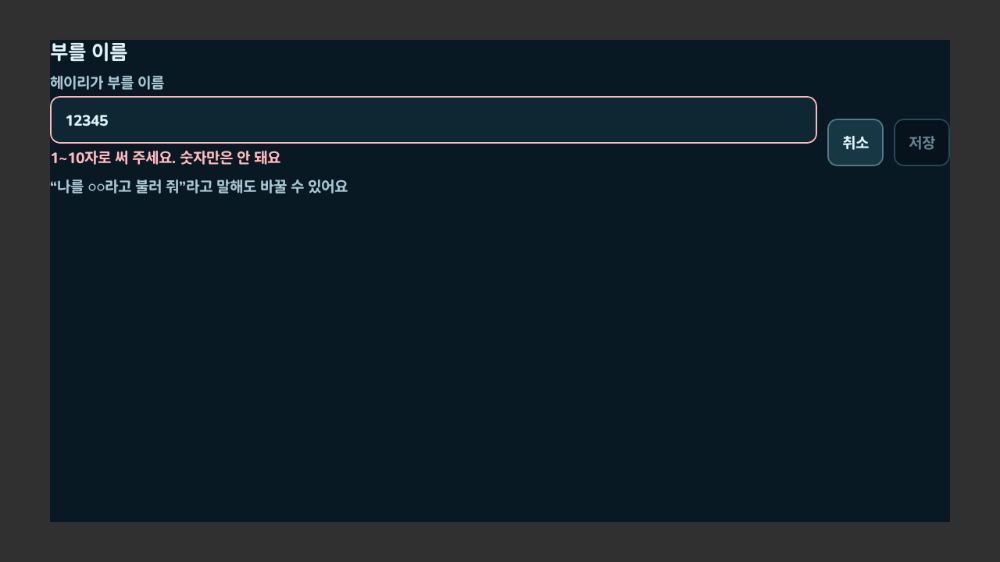 부를 이름
헤이리가 부를 이름
12345
취소
저장
1~10자로 써 주세요. 숫자만은 안 돼요
“나를 ○○라고 불러 줘”라고 말해도 바꿀 수 있어요